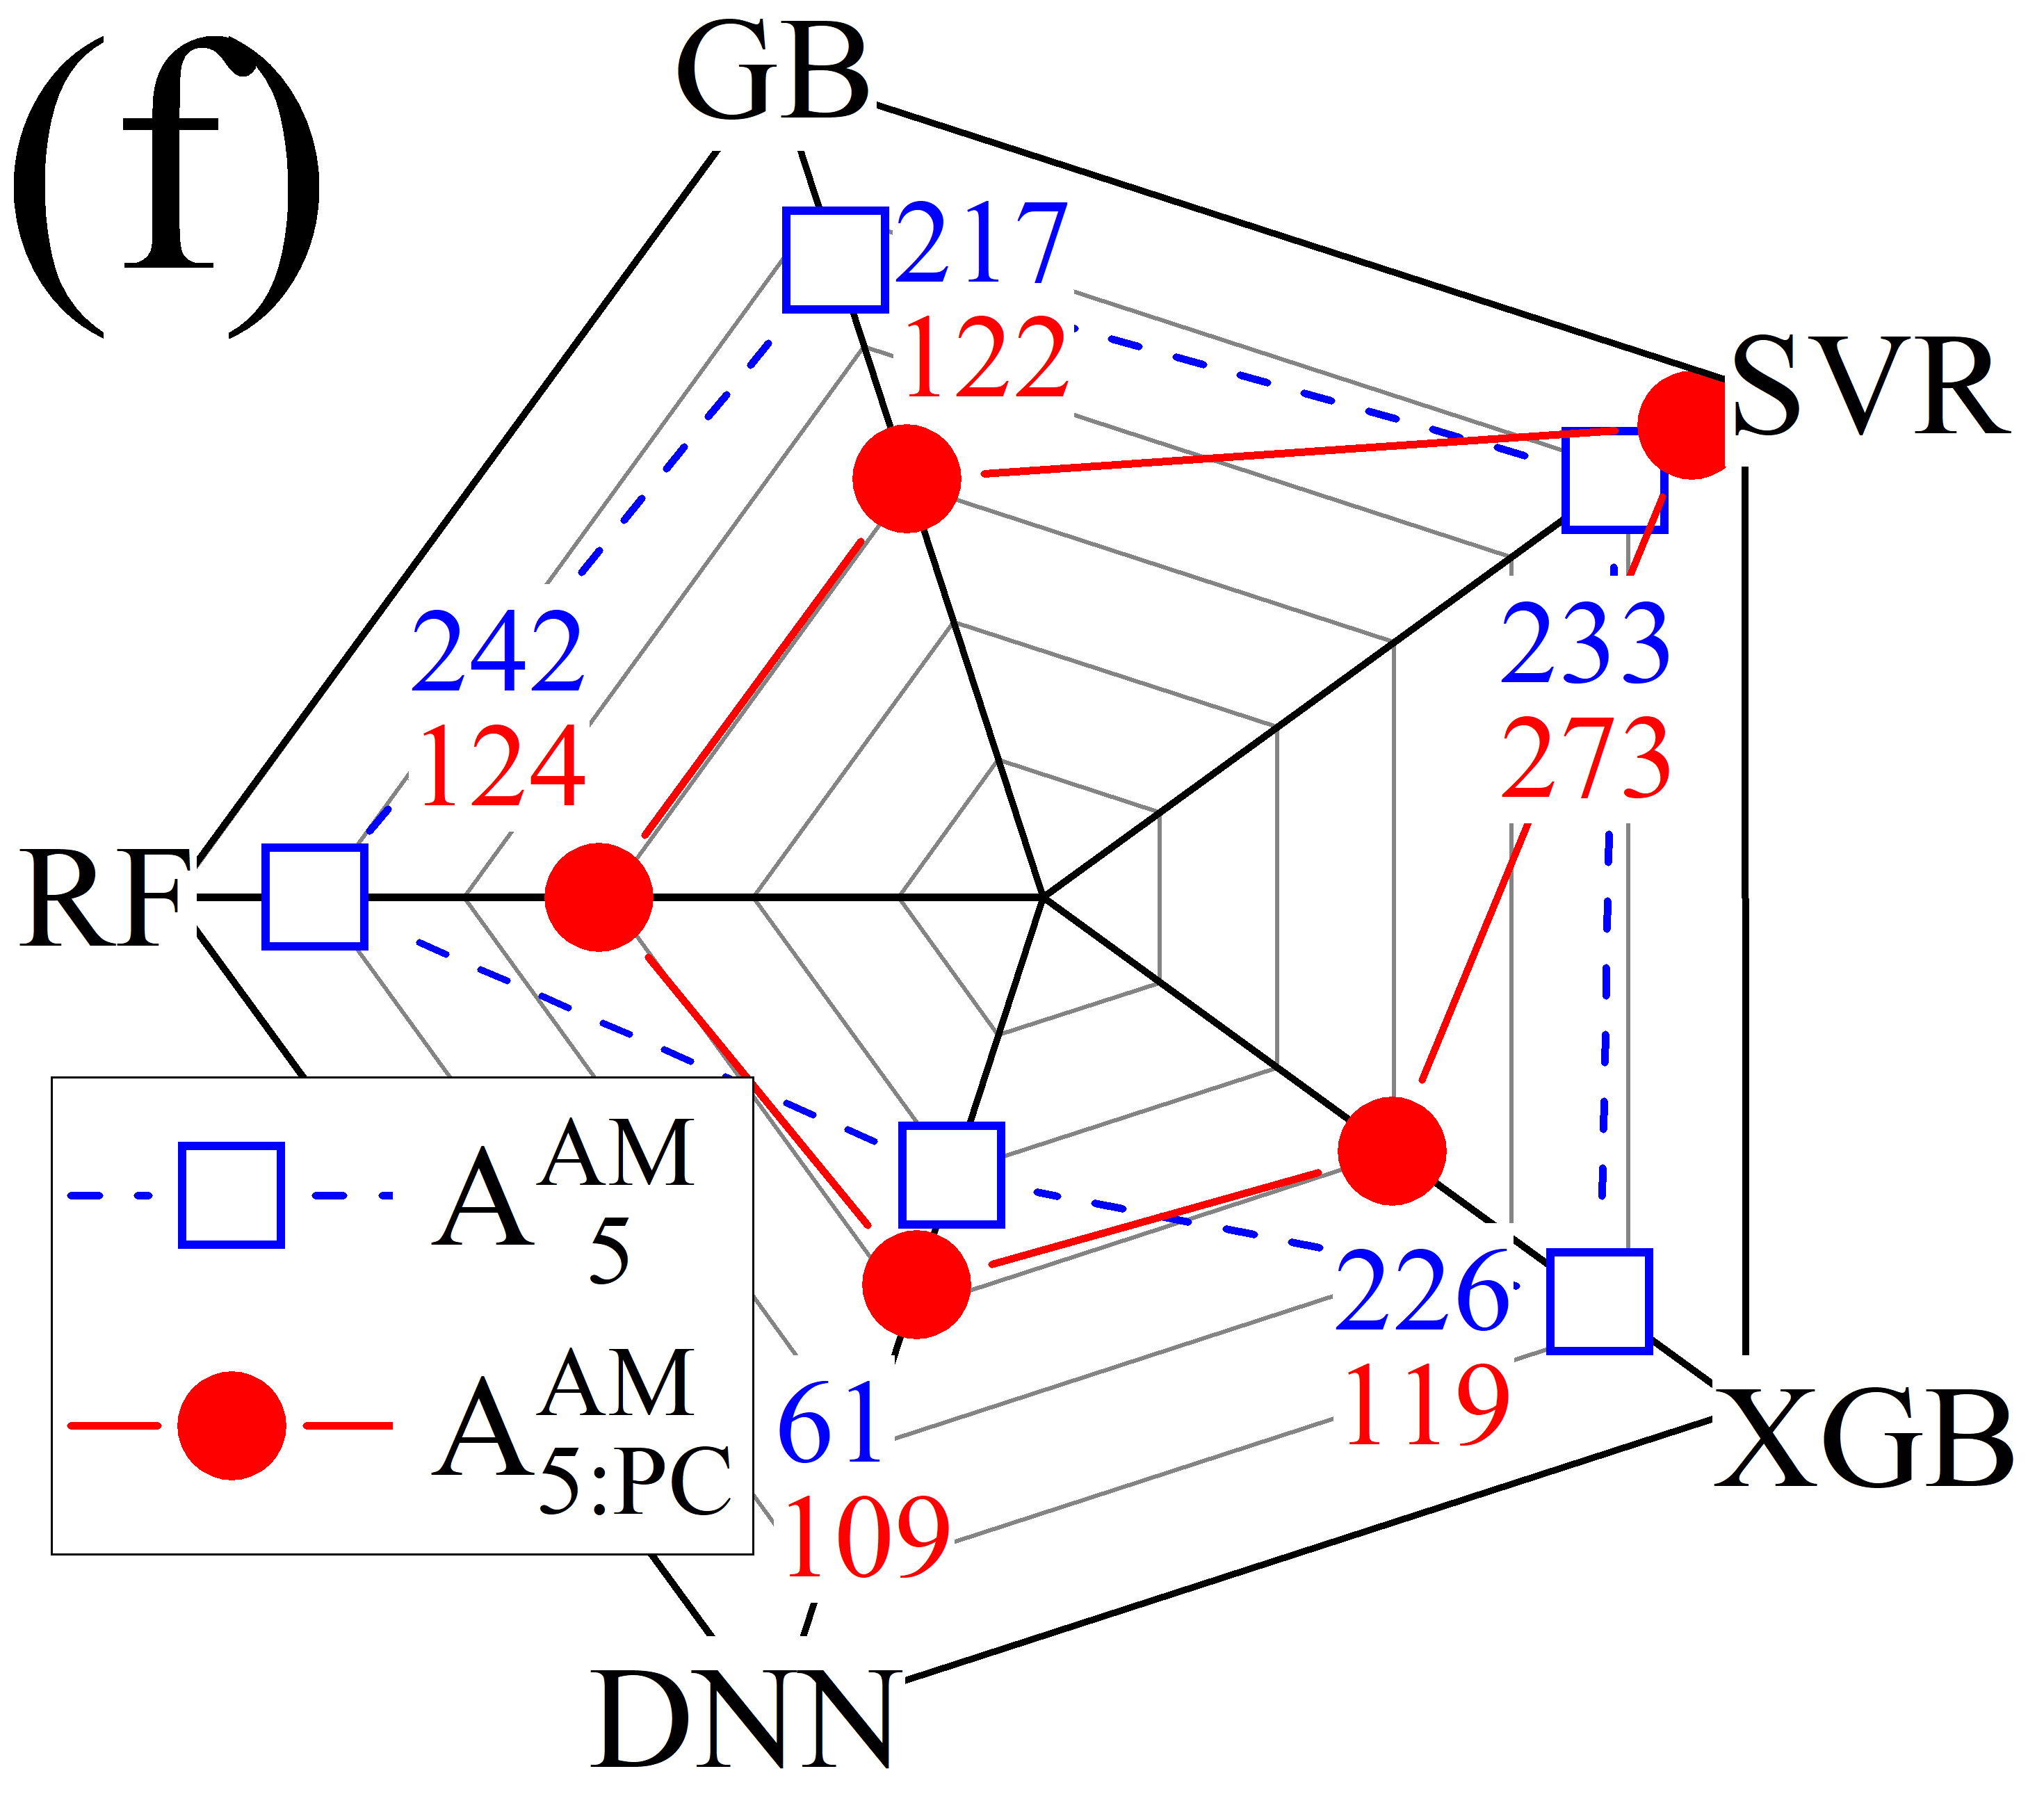 (f)
GB
217
122
SVR
233
273
242
124
RF
A AM 5
A AM 5:PC
226
119
XGB
61
109
DNN